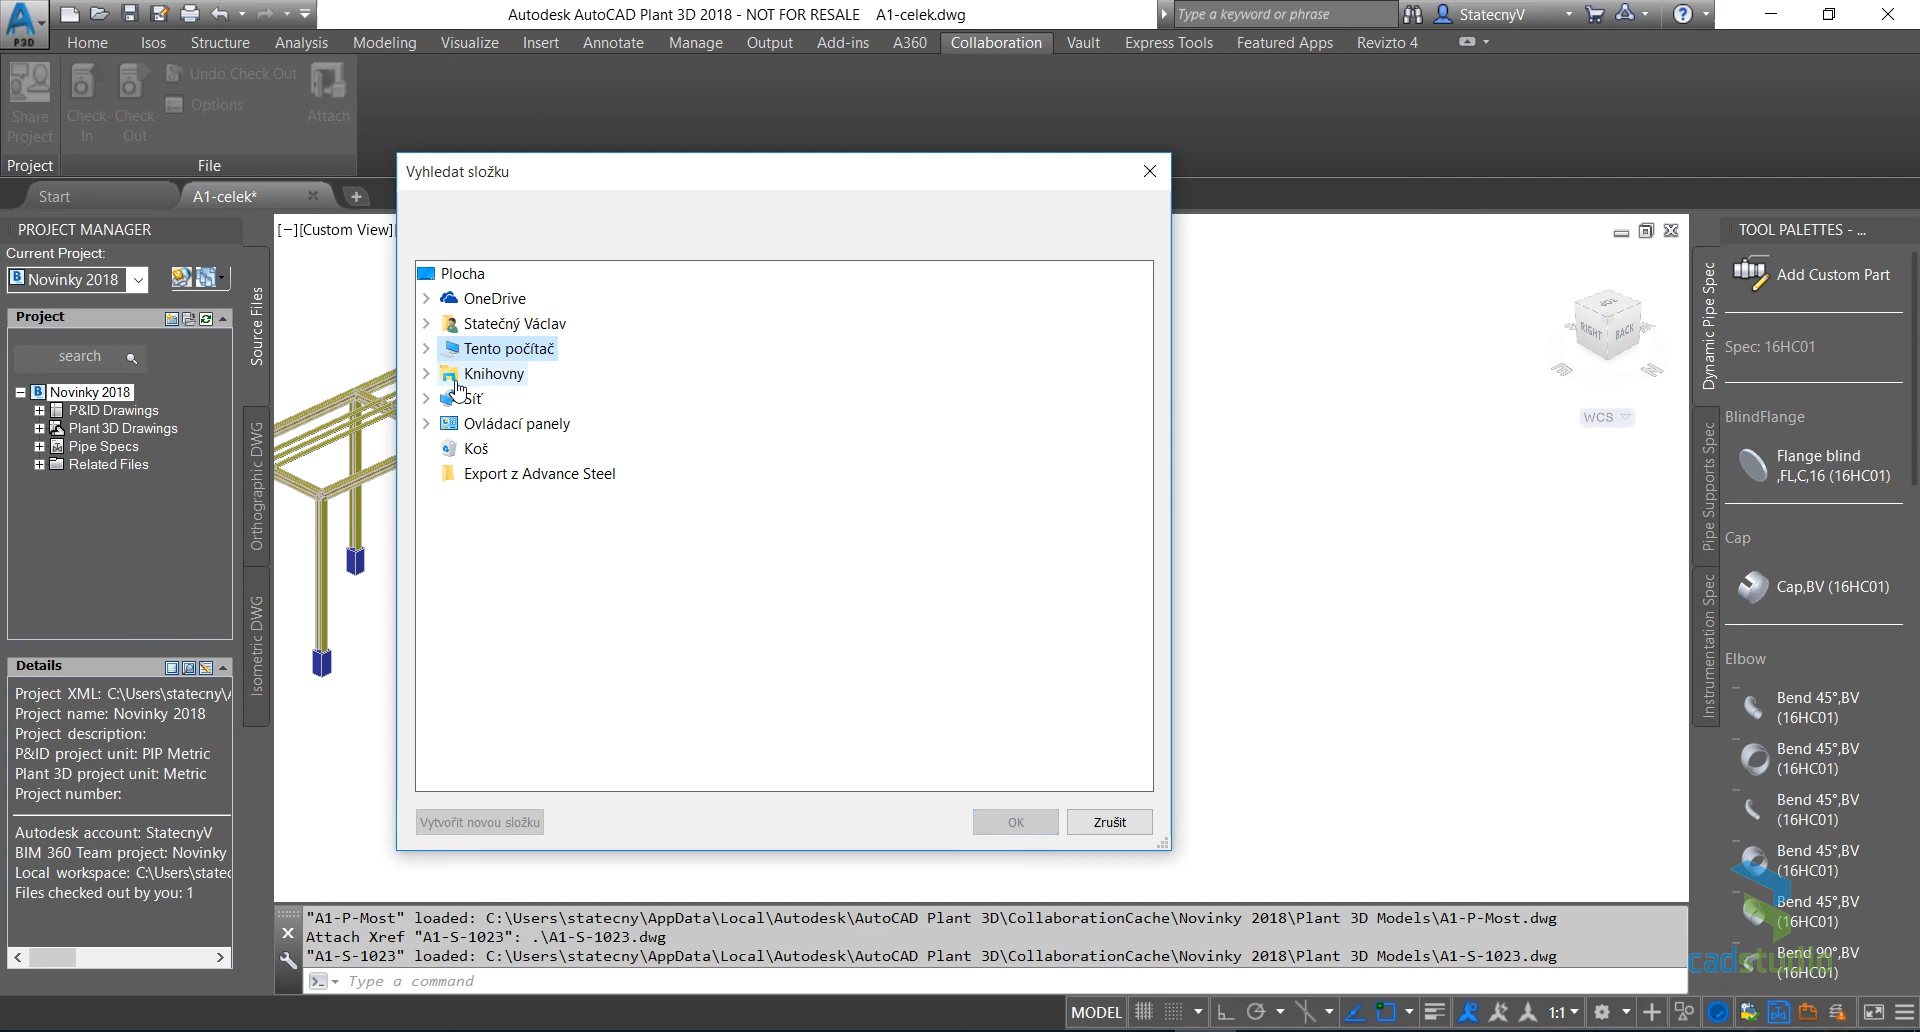 Autodesk AutoCAD Plant 3D 2018 - NOT FOR RESALE A1-celek.dwg
Type a keyword or phrase
StatecnyV
P3D
Home Isos Structure Analysis Modeling Visualize Insert Annotate Manage Output Add-ins A360 Collaboration Vault Express Tools Featured Apps Revizto 4
Share
Project
Check
In
Check
Out
Undo Check Out
Options
Attach
Project
File
Start
A1-celek*
PROJECT MANAGER
Current Project:
Novinky 2018
Project
search
Novinky 2018
P&ID Drawings
Plant 3D Drawings
Pipe Specs
Related Files
Source Files
Orthographic DWG
Isometric DWG
Details
Project XML: C:\Users\statecny\
Project name: Novinky 2018
Project description:
P&ID project unit: PIP Metric
Plant 3D project unit: Metric
Project number:
Autodesk account: StatecnyV
BIM 360 Team project: Novinky
Local workspace: C:\Users\statec
Files checked out by you: 1
[−][Custom View]
Vyhledat složku
Plocha
OneDrive
Statečný Václav
Tento počítač
Knihovny
Síť
Ovládací panely
Koš
Export z Advance Steel
Vytvořit novou složku
OK
Zrušit
TOP
RIGHT
BACK
WCS
TOOL PALETTES - ...
Dynamic Pipe Spec
Pipe Supports Spec
Instrumentation Spec
Add Custom Part
Spec: 16HC01
BlindFlange
Flange blind
,FL,C,16 (16HC01)
Cap
Cap,BV (16HC01)
Elbow
Bend 45°,BV
(16HC01)
Bend 45°,BV
(16HC01)
Bend 45°,BV
(16HC01)
Bend 45°,BV
(16HC01)
Bend 45°,BV
(16HC01)
Bend 90°,BV
(16HC01)
cadstudio
"A1-P-Most" loaded: C:\Users\statecny\AppData\Local\Autodesk\AutoCAD Plant 3D\CollaborationCache\Novinky 2018\Plant 3D Models\A1-P-Most.dwg
Attach Xref "A1-S-1023": .\A1-S-1023.dwg
"A1-S-1023" loaded: C:\Users\statecny\AppData\Local\Autodesk\AutoCAD Plant 3D\CollaborationCache\Novinky 2018\Plant 3D Models\A1-S-1023.dwg
Type a command
MODEL
1:1